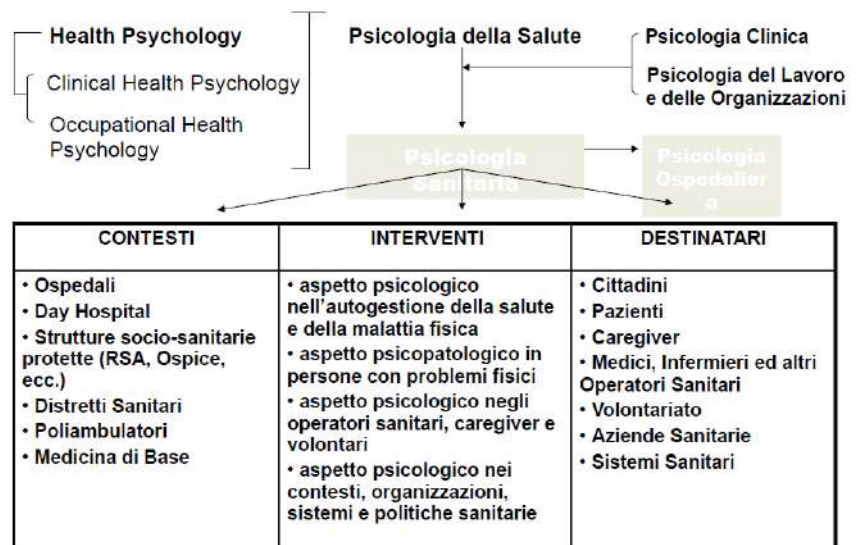 Health Psychology
Clinical Health Psychology
Occupational Health
Psychology
Psicologia della Salute
Psicologia Clinica
Psicologia del Lavoro
e delle Organizzazioni
Psicologia
Sanitaria
Psicologia
Ospedalier
a
CONTESTI
• Ospedali
• Day Hospital
• Strutture socio-sanitarie
protette (RSA, Ospice,
ecc.)
• Distretti Sanitari
• Poliambulatori
• Medicina di Base
INTERVENTI
• aspetto psicologico
nell'autogestione della salute
e della malattia fisica
• aspetto psicopatologico in
persone con problemi fisici
• aspetto psicologico negli
operatori sanitari, caregiver e
volontari
• aspetto psicologico nei
contesti, organizzazioni,
sistemi e politiche sanitarie
DESTINATARI
• Cittadini
• Pazienti
• Caregiver
• Medici, Infermieri ed altri
Operatori Sanitari
• Volontariato
• Aziende Sanitarie
• Sistemi Sanitari